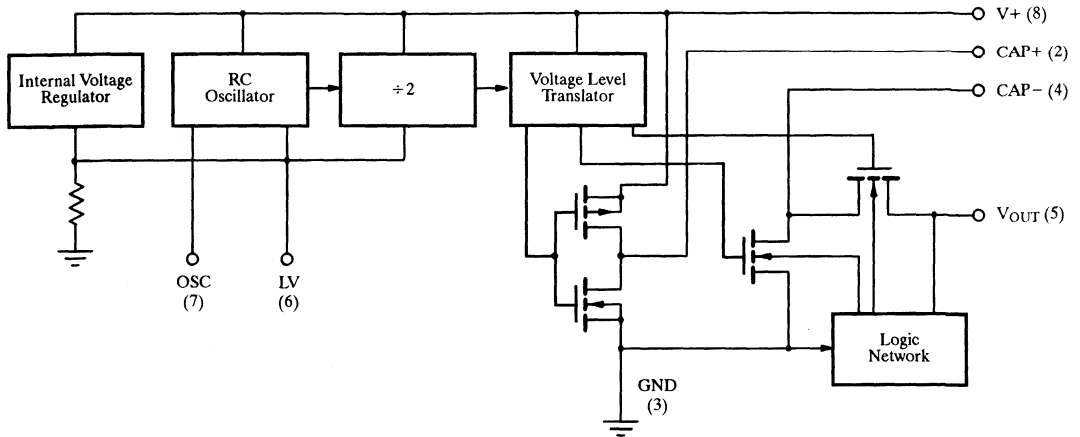 V+ (8)
CAP+ (2)
CAP− (4)
Internal Voltage
Regulator
RC
Oscillator
÷2
Voltage Level
Translator
VOUT (5)
OSC
(7)
LV
(6)
Logic
Network
GND
(3)